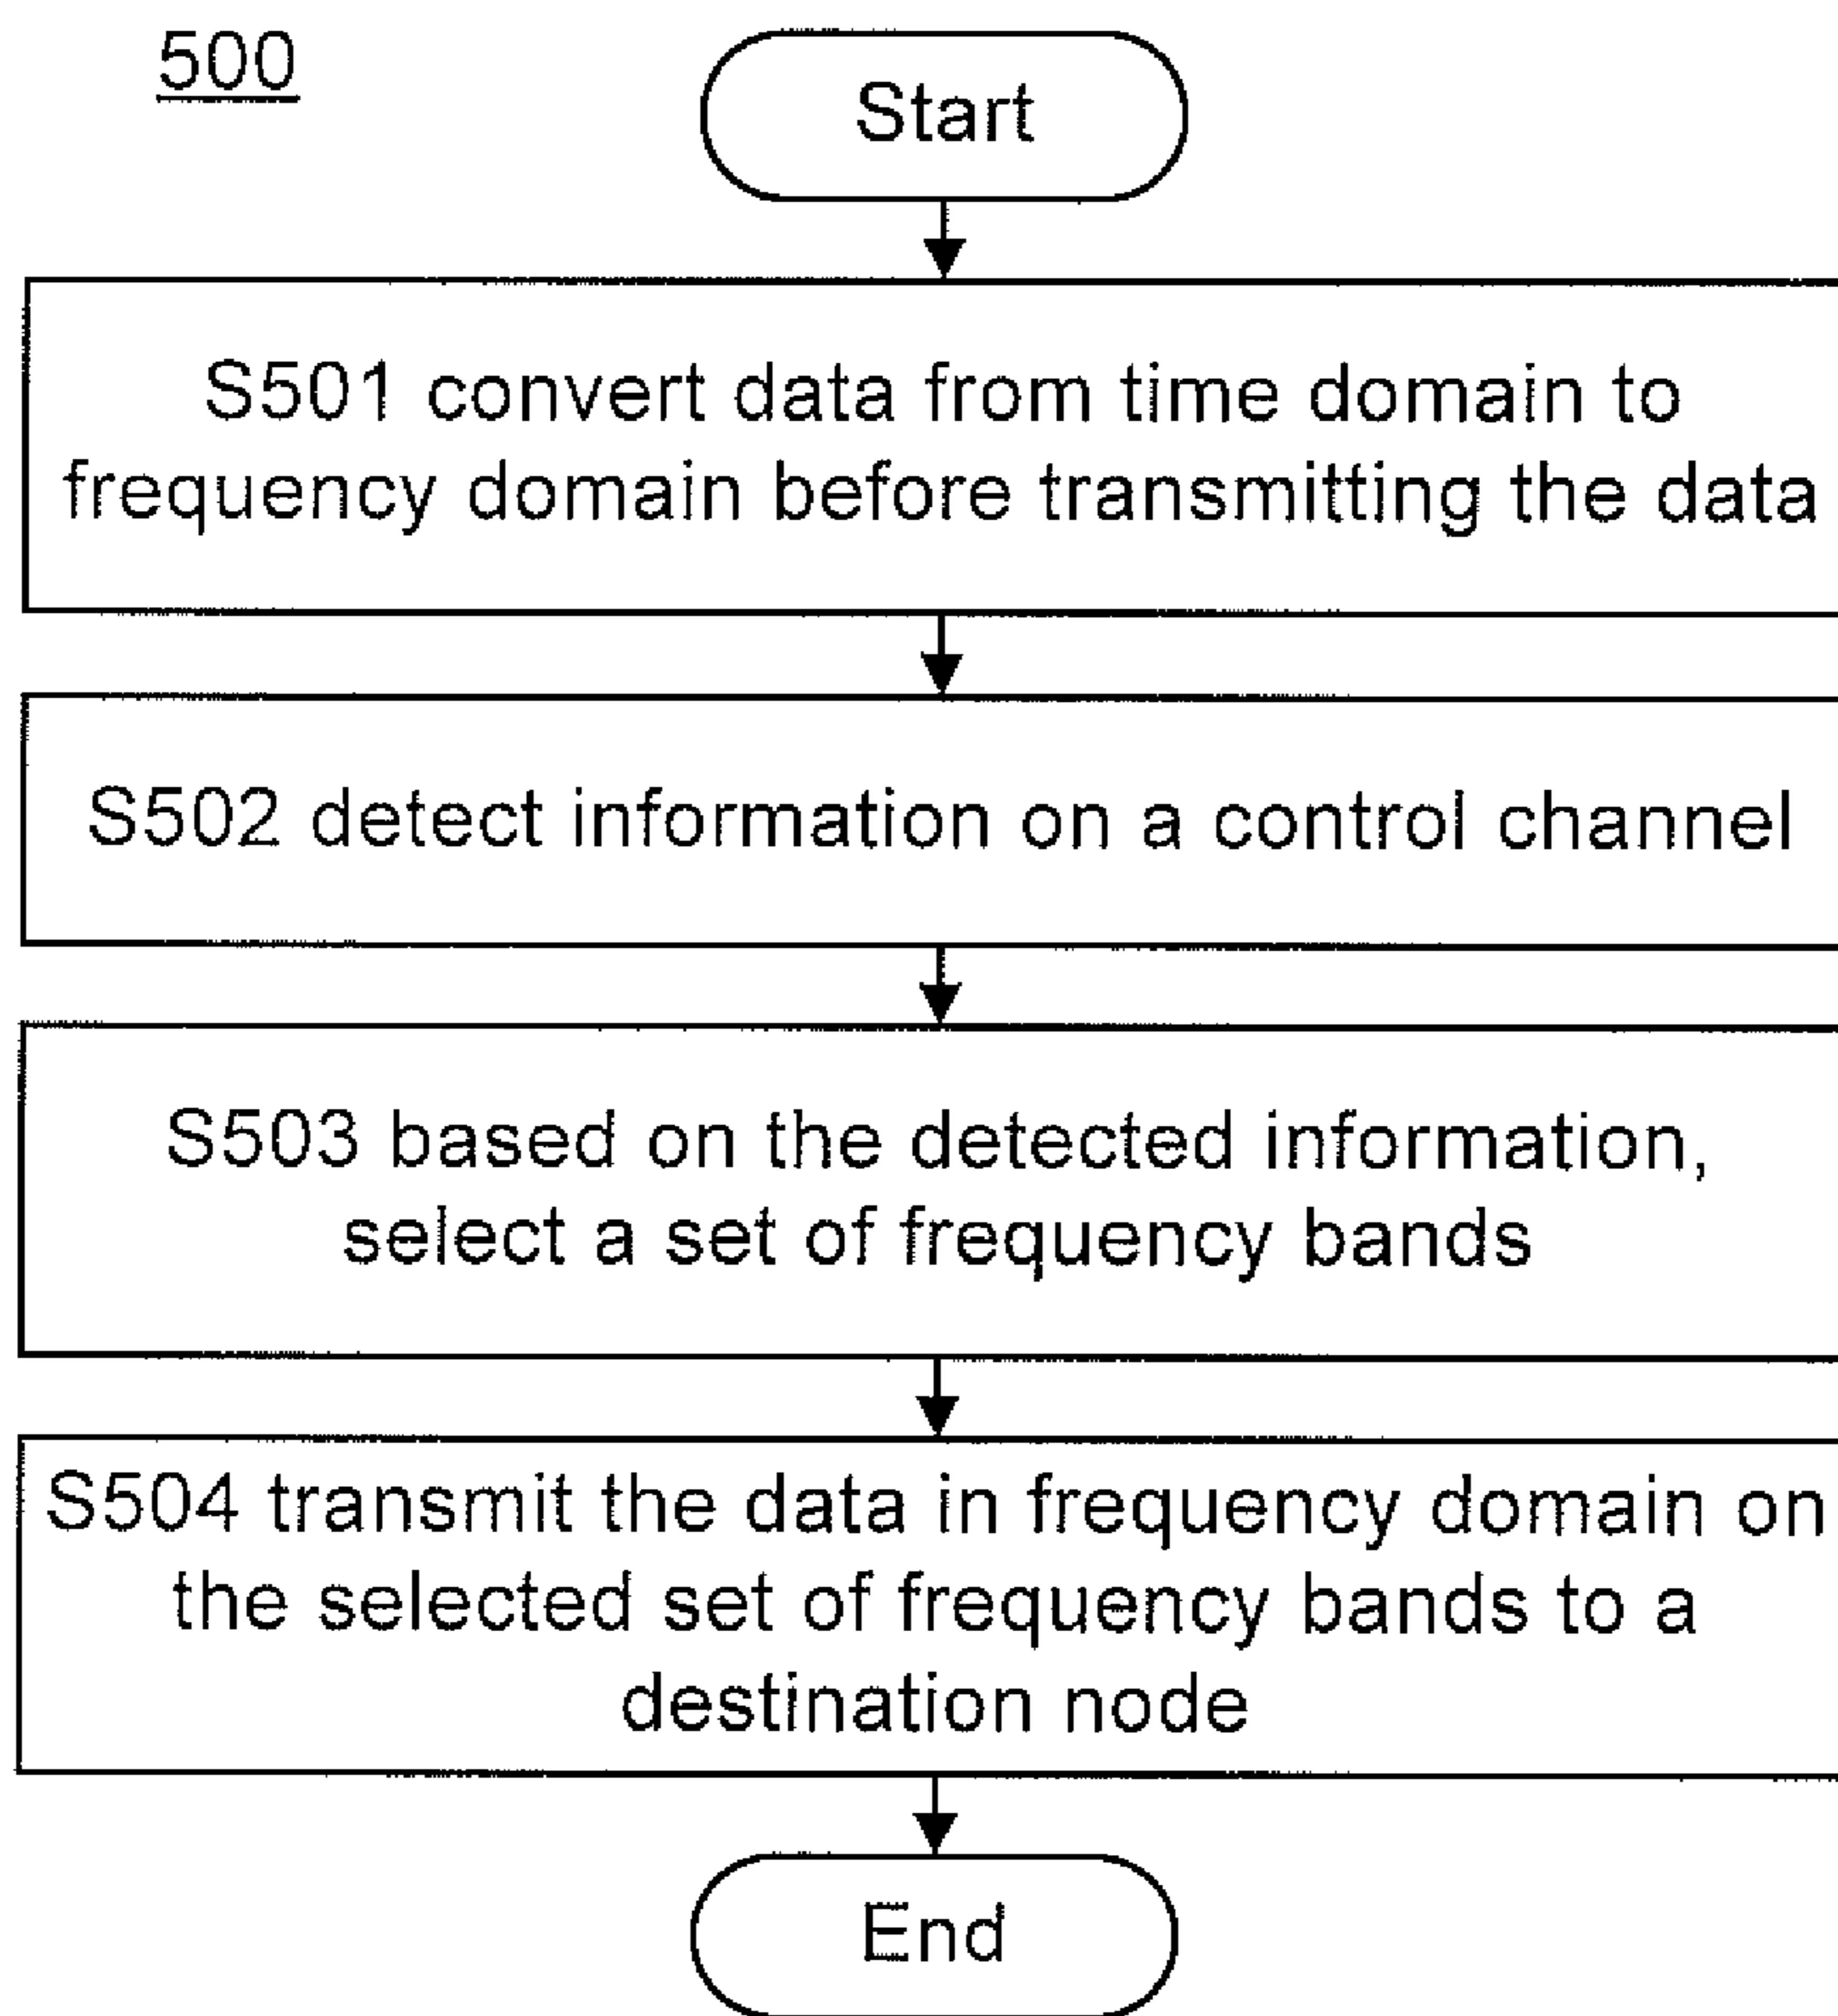 500
Start
S501 convert data from time domain to
frequency domain before transmitting the data
S502 detect information on a control channel
S503 based on the detected information,
select a set of frequency bands
S504 transmit the data in frequency domain on
the selected set of frequency bands to a
destination node
End